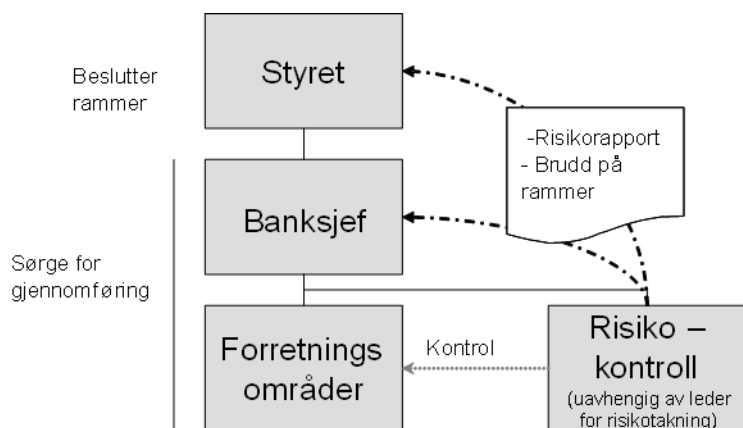 Beslutter
rammer
Styret
-Risikorapport
- Brudd på
rammer
Banksjef
Sørge for
gjennomføring
Forretnings
områder
Kontrol
Risiko –
kontroll
(uavhengig av leder
for risikotakning)